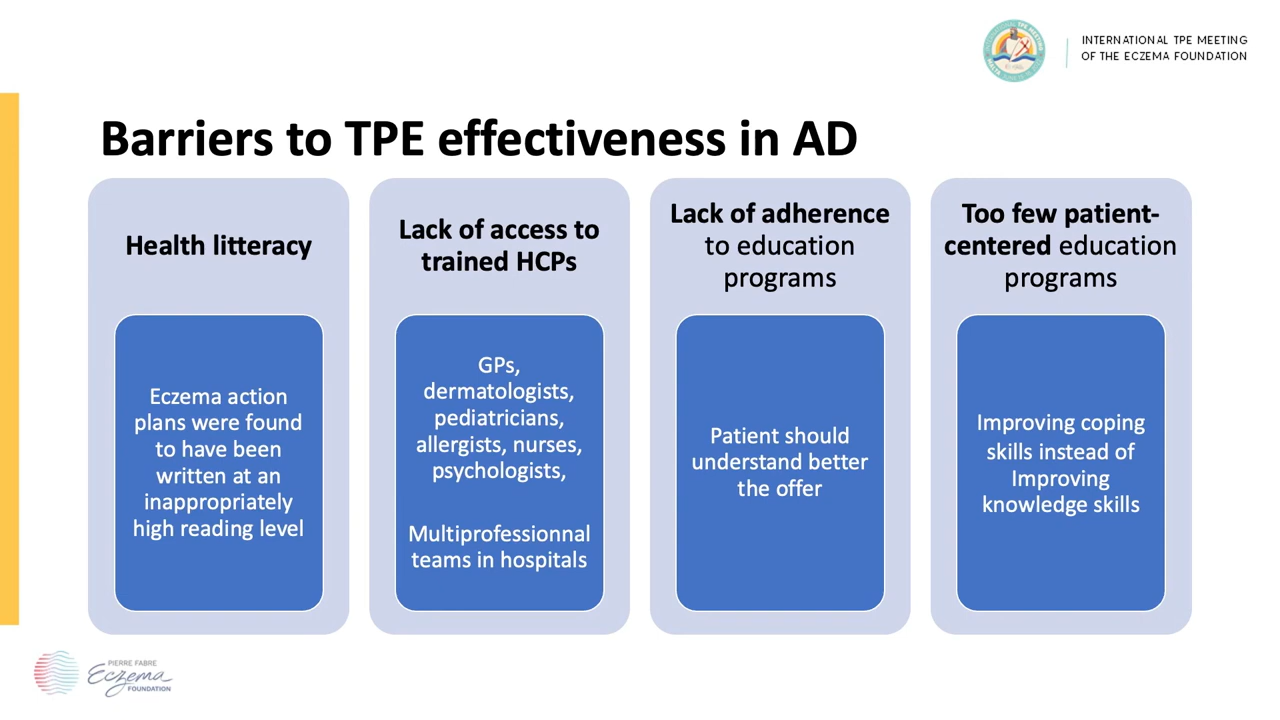 INTERNATIONAL TPE MEETING
OF THE ECZEMA FOUNDATION
Barriers to TPE effectiveness in AD
Health litteracy
Eczema action
plans were found
to have been
written at an
inappropriately
high reading level
Lack of access to
trained HCPs
GPs,
dermatologists,
pediatricians,
allergists, nurses,
psychologists,
Multiprofessionnal
teams in hospitals
Lack of adherence
to education
programs
Patient should
understand better
the offer
Too few patient-
centered education
programs
Improving coping
skills instead of
Improving
knowledge skills
PIERRE FABRE
Eczema
FOUNDATION